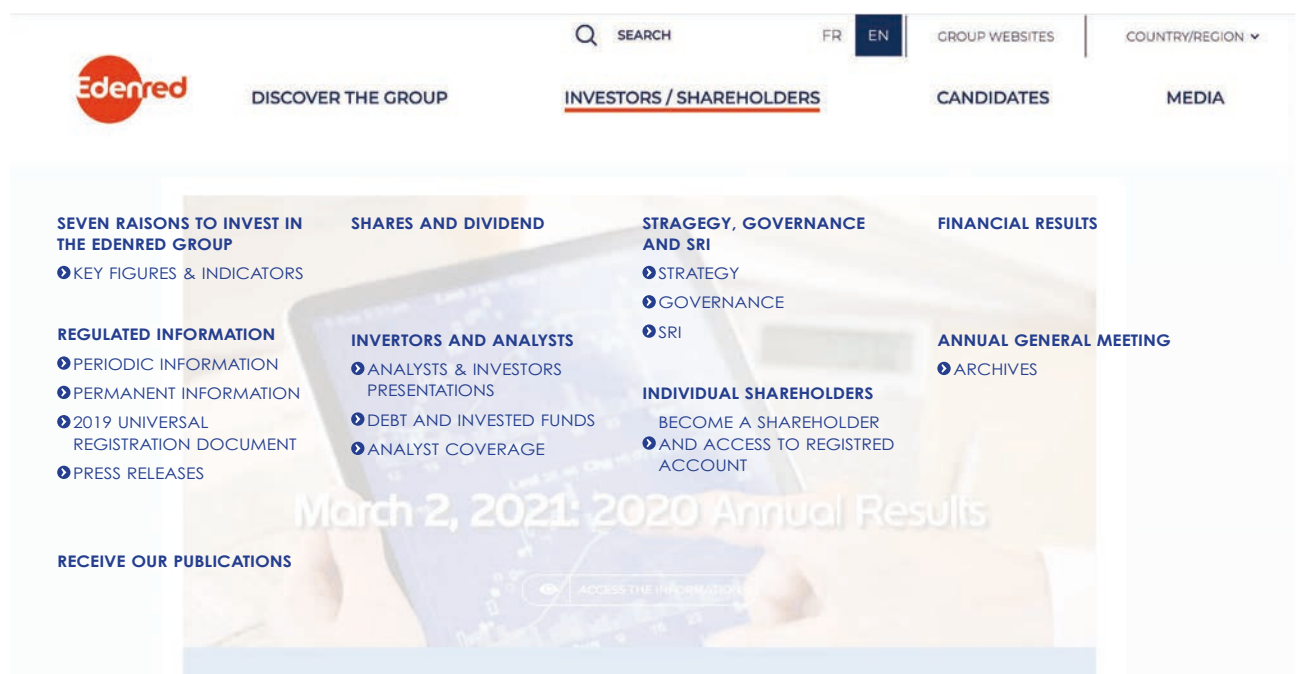 SEARCH
FR
EN
GROUP WEBSITES
COUNTRY/REGION
Edenred
DISCOVER THE GROUP
INVESTORS / SHAREHOLDERS
CANDIDATES
MEDIA
SEVEN RAISONS TO INVEST IN
THE EDENRED GROUP
KEY FIGURES & INDICATORS
REGULATED INFORMATION
PERIODIC INFORMATION
PERMANENT INFORMATION
2019 UNIVERSAL
REGISTRATION DOCUMENT
PRESS RELEASES
RECEIVE OUR PUBLICATIONS
SHARES AND DIVIDEND
INVERTORS AND ANALYSTS
ANALYSTS & INVESTORS
PRESENTATIONS
DEBT AND INVESTED FUNDS
ANALYST COVERAGE
STRAGEGY, GOVERNANCE
AND SRI
STRATEGY
GOVERNANCE
SRI
INDIVIDUAL SHAREHOLDERS
BECOME A SHAREHOLDER
AND ACCESS TO REGISTRED
ACCOUNT
FINANCIAL RESULTS
ANNUAL GENERAL MEETING
ARCHIVES
March 2, 2021: 2020 Annual Results
ACCESS THE INFORMATION